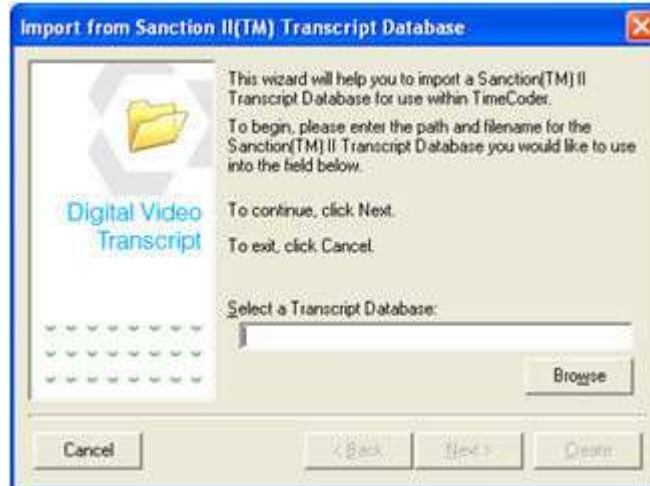 Import from Sanction II(TM) Transcript Database
This wizard will help you to import a Sanction(TM) II
Transcript Database for use within TimeCoder.
To begin, please enter the path and filename for the
Sanction(TM) II Transcript Database you would like to use
into the field below.
Digital Video
Transcript
To continue, click Next.
To exit, click Cancel.
Select a Transcript Database:
Browse
Cancel
< Back
Next >
Create